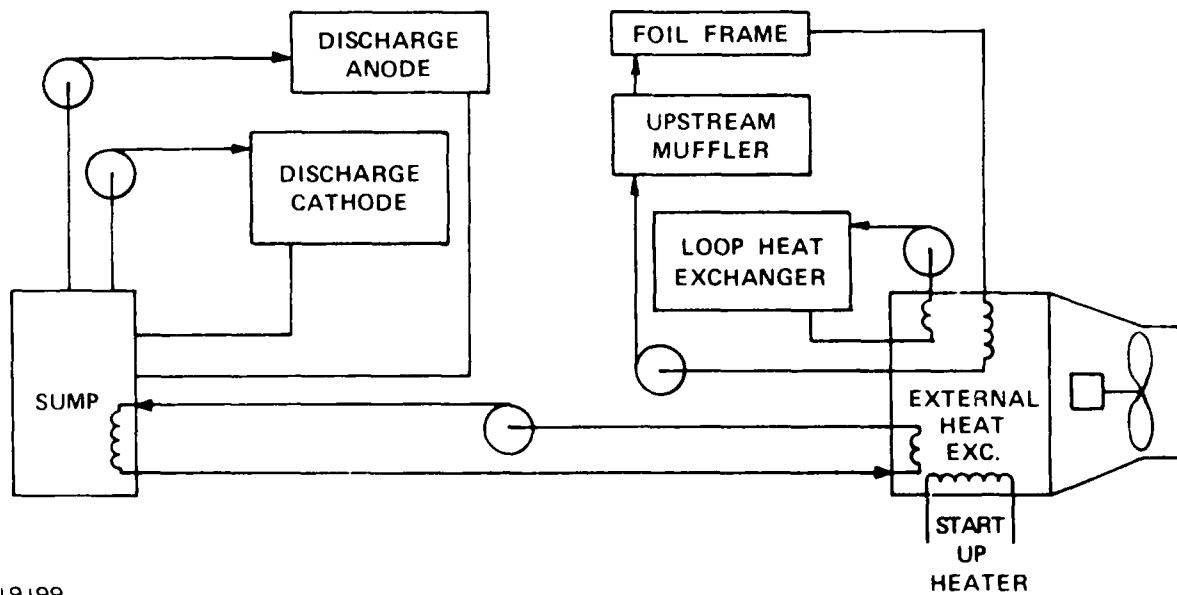 DISCHARGE
ANODE
FOIL FRAME
UPSTREAM
MUFFLER
DISCHARGE
CATHODE
LOOP HEAT
EXCHANGER
SUMP
EXTERNAL
HEAT
EXC.
START
UP
HEATER